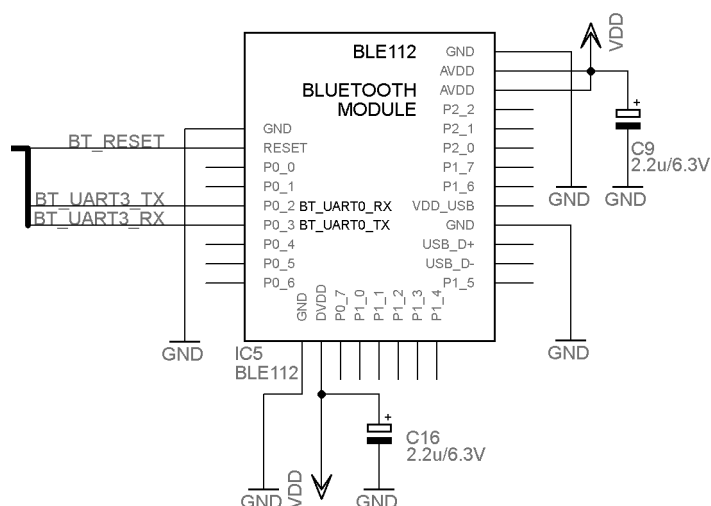 BLE112
BLUETOOTH
MODULE
GND
AVDD
AVDD
P2_2
P2_1
P2_0
P1_7
P1_6
VDD_USB
GND
USB_D+
USB_D-
P1_5
VDD
+
C9
2.2u/6.3V
GND
GND
GND
BT_RESET
BT_UART3_TX
BT_UART3_RX
GND
RESET
P0_0
P0_1
P0_2 BT_UART0_RX
P0_3 BT_UART0_TX
P0_4
P0_5
P0_6
GND
DVDD
P0_7
P1_0
P1_1
P1_2
P1_3
P1_4
GND
IC5
BLE112
+
C16
2.2u/6.3V
GND
VDD
GND